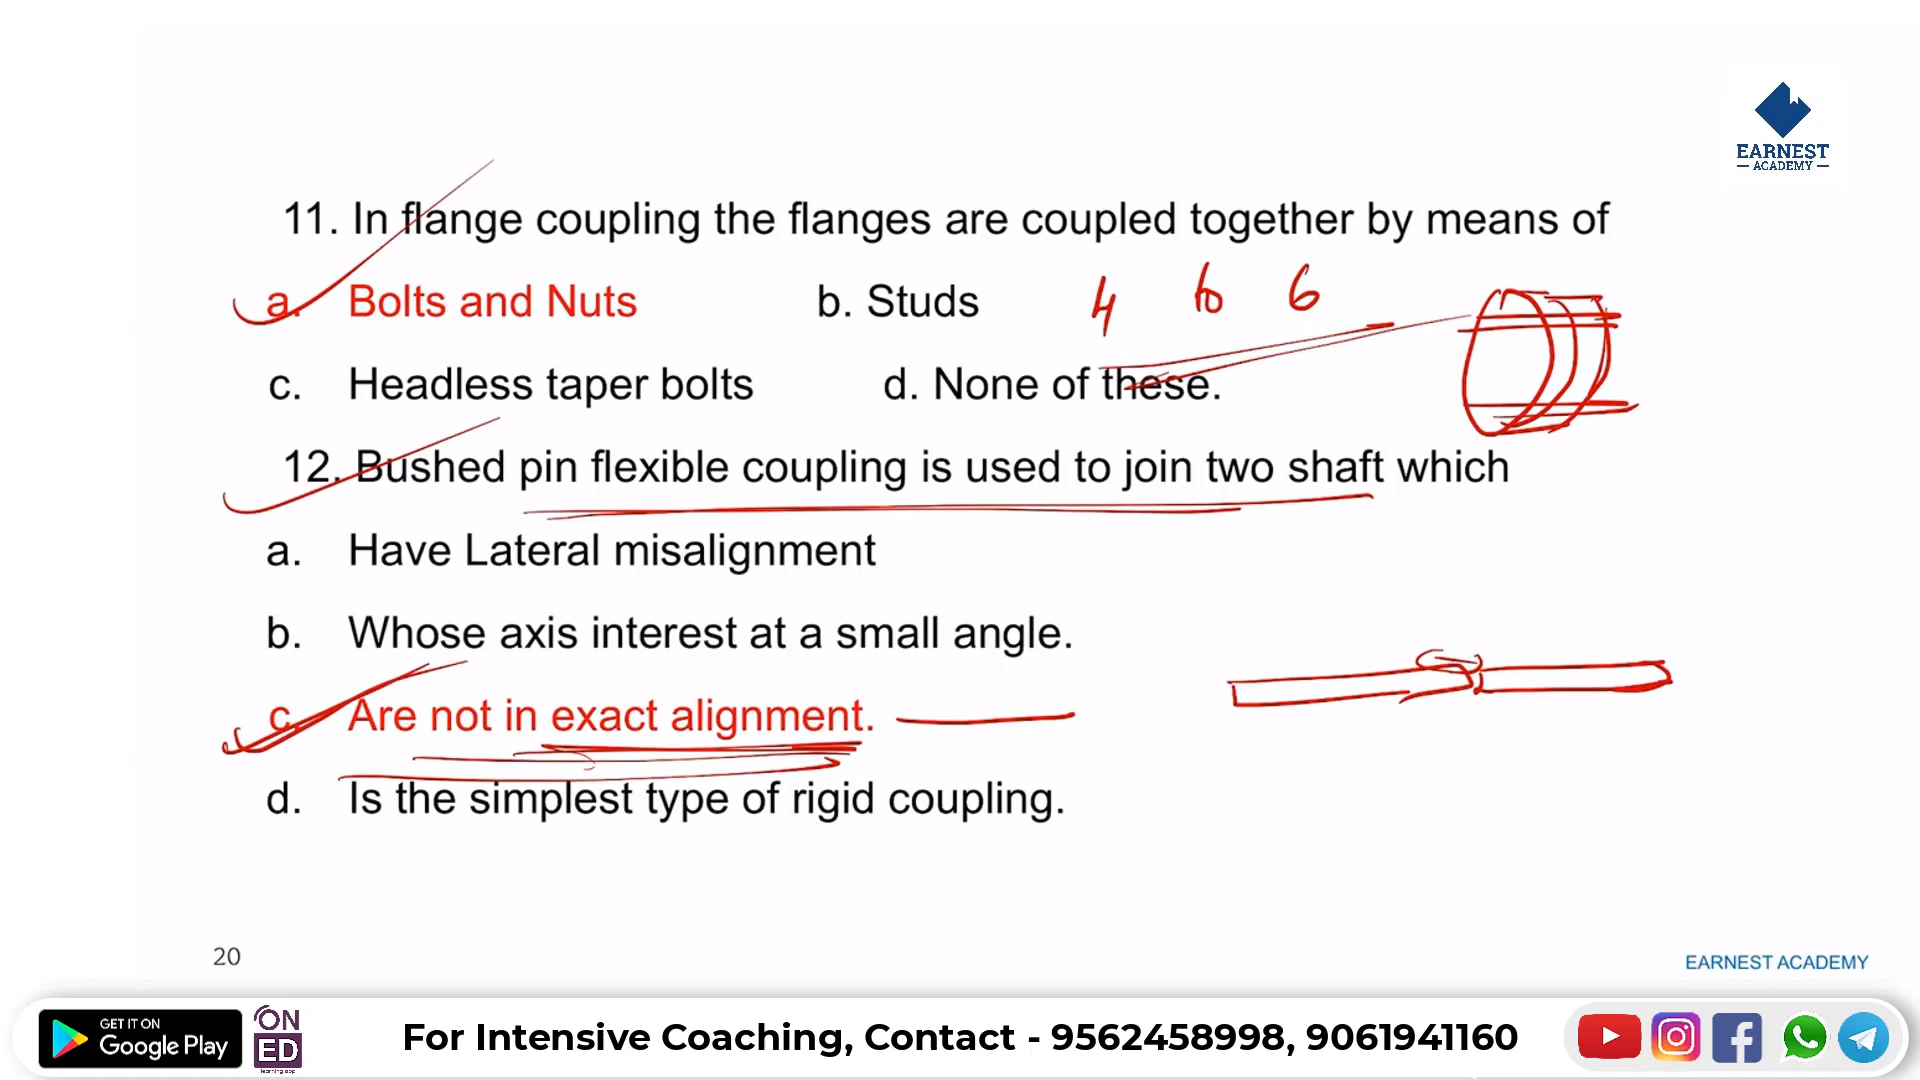 EARNEST
ACADEMY
11. In flange coupling the flanges are coupled together by means of
a. Bolts and Nuts b. Studs 4 to 6
c. Headless taper bolts d. None of these.
12. Bushed pin flexible coupling is used to join two shaft which
a. Have Lateral misalignment
b. Whose axis interest at a small angle.
c. Are not in exact alignment.
d. Is the simplest type of rigid coupling.
20
EARNEST ACADEMY
GET IT ON
Google Play
ON
ED
learning app
For Intensive Coaching, Contact - 9562458998, 9061941160